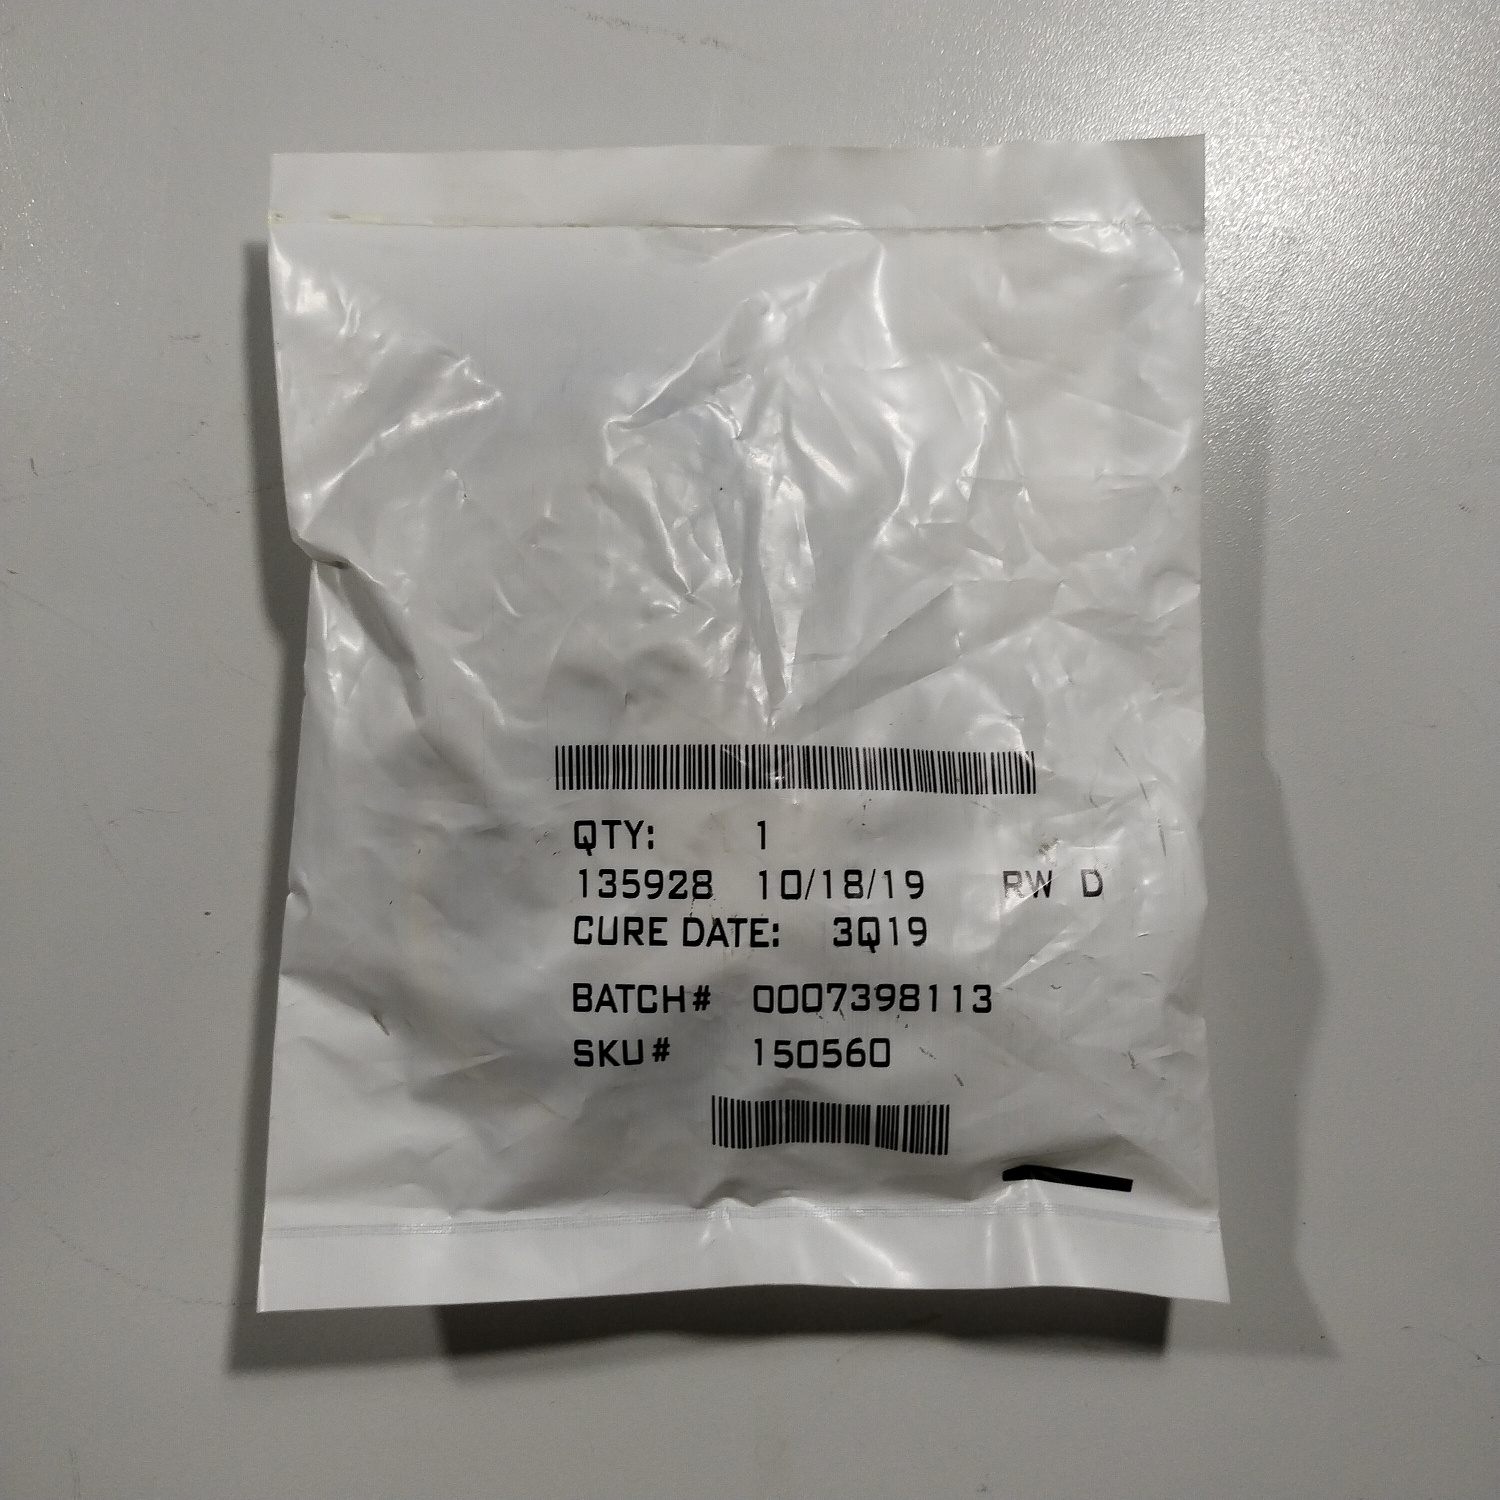 QTY: 1
135928 10/18/19 RW D
CURE DATE: 3Q19
BATCH# 0007398113
SKU# 150560